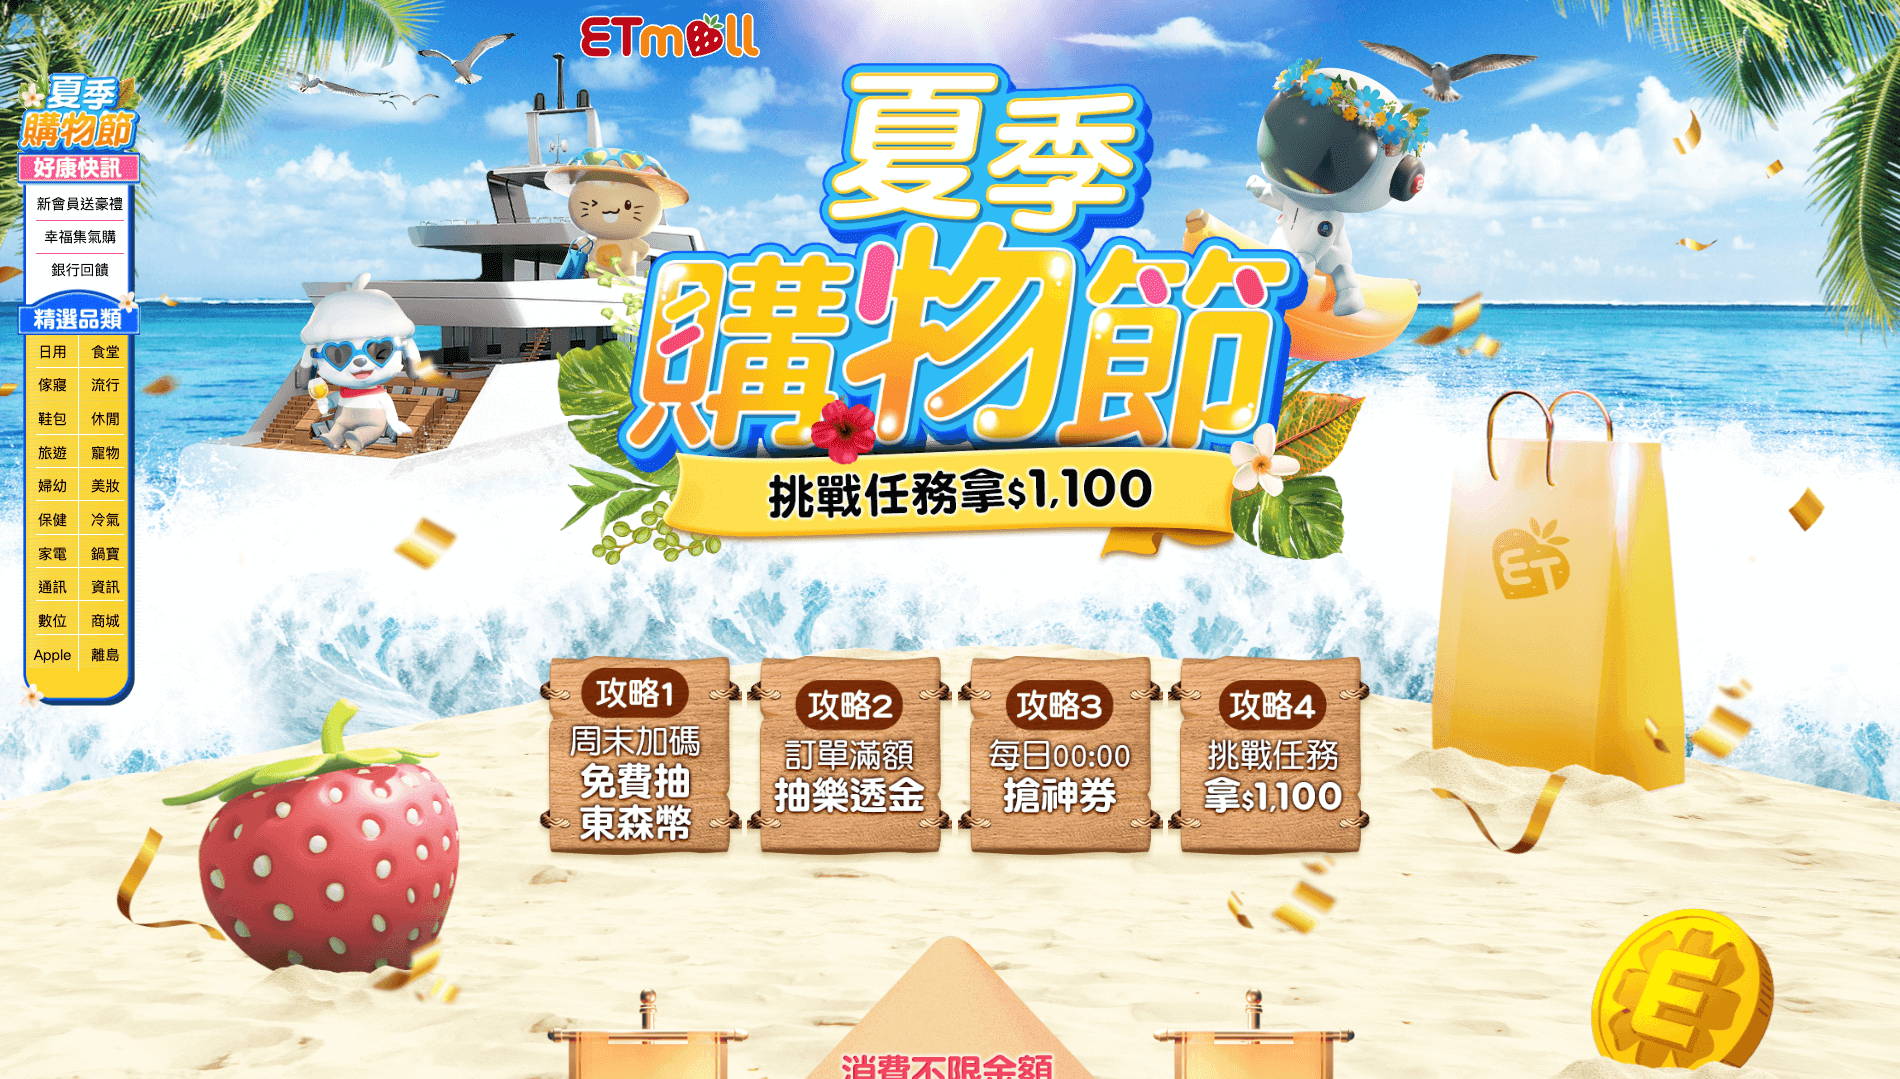 ETmall
夏季
購物節
挑戰任務拿$1,100
夏季
購物節
好康快訊
新會員送豪禮
幸福集氣購
銀行回饋
精選品類
日用 食堂
傢寢 流行
鞋包 休閒
旅遊 寵物
婦幼 美妝
保健 冷氣
家電 鍋寶
通訊 資訊
數位 商城
Apple 離島
ET
攻略1
周末加碼
免費抽
東森幣
攻略2
訂單滿額
抽樂透金
攻略3
每日00:00
搶神券
攻略4
挑戰任務
拿$1,100
E
消費不限金額